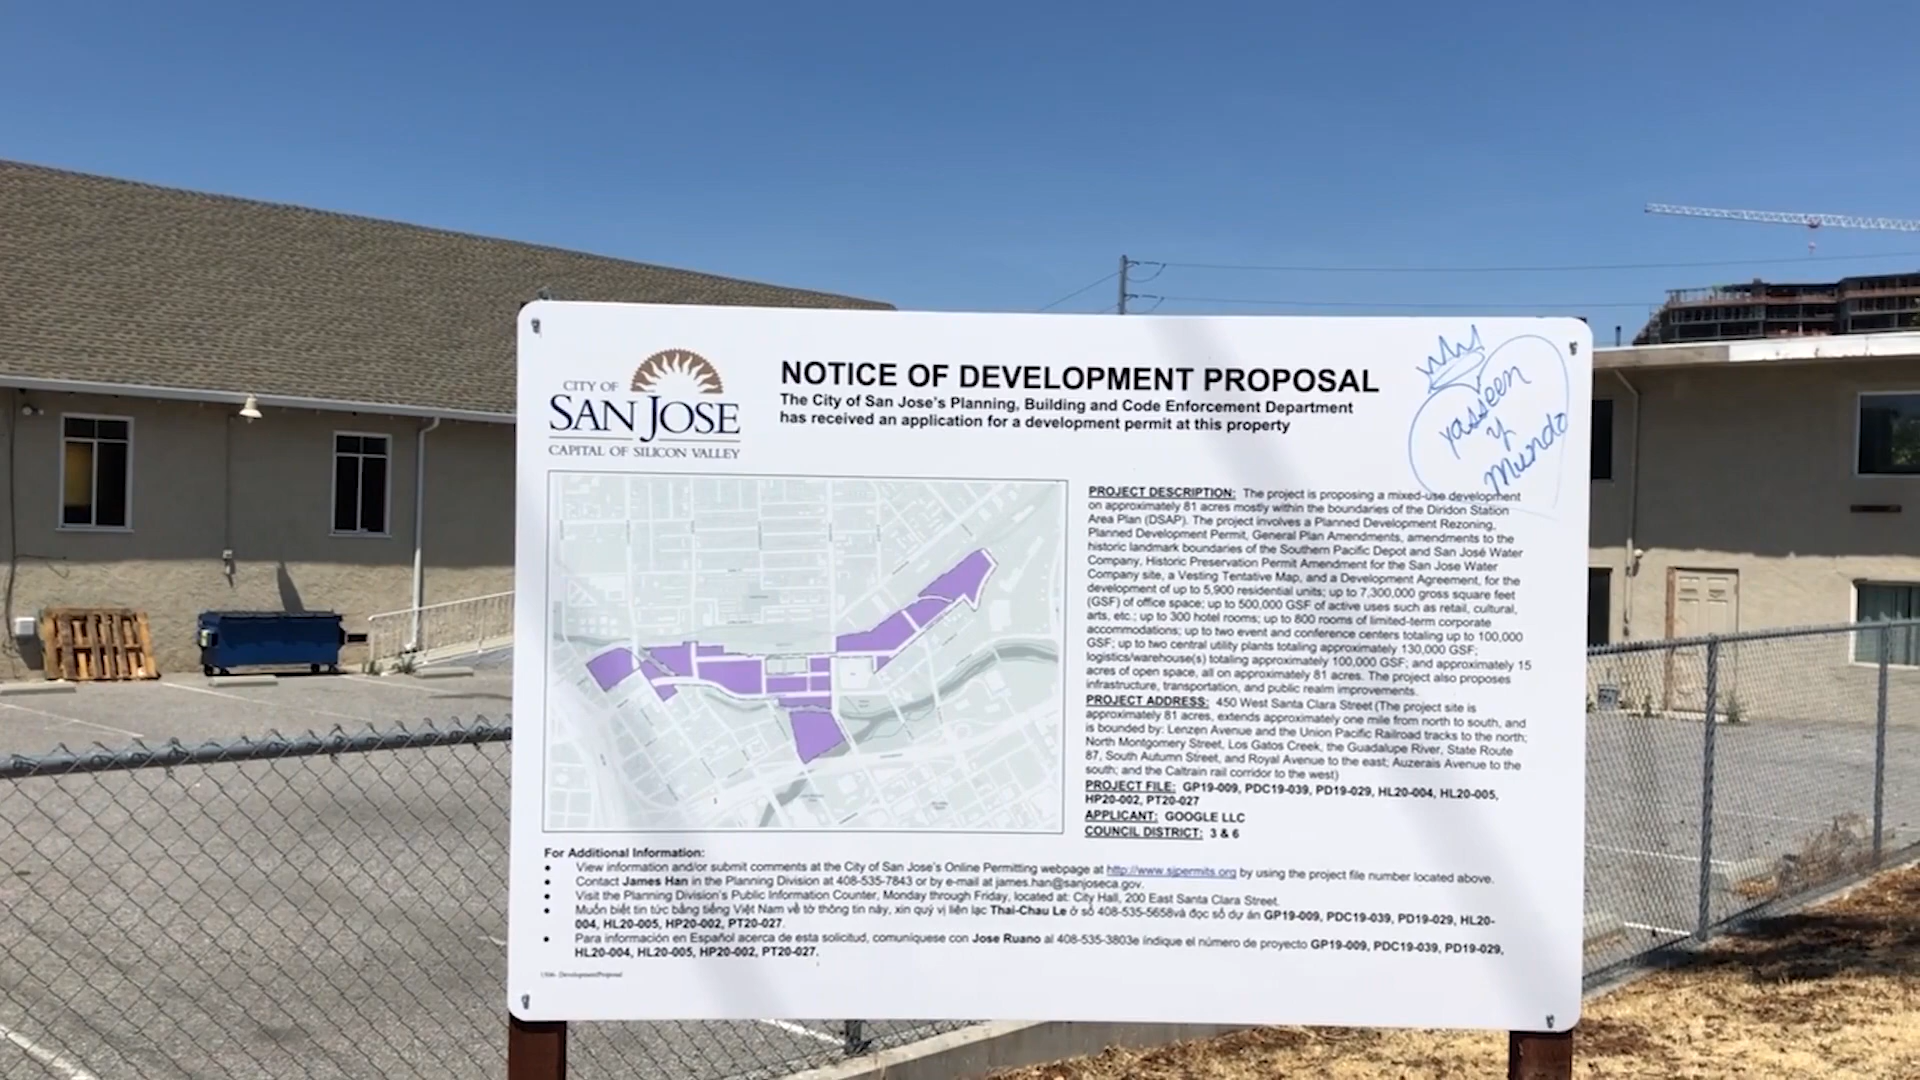 CITY OF
SAN JOSE
CAPITAL OF SILICON VALLEY
NOTICE OF DEVELOPMENT PROPOSAL
The City of San Jose's Planning, Building and Code Enforcement Department
has received an application for a development permit at this property
yasseen
y
Mundo
PROJECT DESCRIPTION: The project is proposing a mixed-use development
on approximately 81 acres mostly within the boundaries of the Diridon Station
Area Plan (DSAP). The project involves a Planned Development Rezoning,
Planned Development Permit, General Plan Amendments, amendments to the
historic landmark boundaries of the Southern Pacific Depot and San José Water
Company, Historic Preservation Permit Amendment for the San Jose Water
Company site, a Vesting Tentative Map, and a Development Agreement, for the
development of up to 5,900 residential units; up to 7,300,000 gross square feet
(GSF) of office space; up to 500,000 GSF of active uses such as retail, cultural,
arts, etc.; up to 300 hotel rooms; up to 800 rooms of limited-term corporate
accommodations; up to two event and conference centers totaling up to 100,000
GSF; up to two central utility plants totaling approximately 130,000 GSF;
logistics/warehouse(s) totaling approximately 100,000 GSF; and approximately 15
acres of open space, all on approximately 81 acres. The project also proposes
infrastructure, transportation, and public realm improvements.
PROJECT ADDRESS: 450 West Santa Clara Street (The project site is
approximately 81 acres, extends approximately one mile from north to south, and
is bounded by: Lenzen Avenue and the Union Pacific Railroad tracks to the north;
North Montgomery Street, Los Gatos Creek, the Guadalupe River, State Route
87, South Autumn Street, and Royal Avenue to the east; Auzerais Avenue to the
south; and the Caltrain rail corridor to the west)
PROJECT FILE: GP19-009, PDC19-039, PD19-029, HL20-004, HL20-005,
HP20-002, PT20-027
APPLICANT: GOOGLE LLC
COUNCIL DISTRICT: 3 & 6
For Additional Information:
• View information and/or submit comments at the City of San Jose's Online Permitting webpage at http://www.sjpermits.org by using the project file number located above.
• Contact James Han in the Planning Division at 408-535-7843 or by e-mail at james.han@sanjoseca.gov.
• Visit the Planning Division's Public Information Counter, Monday through Friday, located at: City Hall, 200 East Santa Clara Street.
• Muốn biết tin tức bằng tiếng Việt Nam về tờ thông tin này, xin quý vị liên lạc Thai-Chau Le ở số 408-535-5658và đọc số dự án GP19-009, PDC19-039, PD19-029, HL20-
004, HL20-005, HP20-002, PT20-027.
• Para información en Español acerca de esta solicitud, comuníquese con Jose Ruano al 408-535-3803e índique el número de proyecto GP19-009, PDC19-039, PD19-029,
HL20-004, HL20-005, HP20-002, PT20-027.